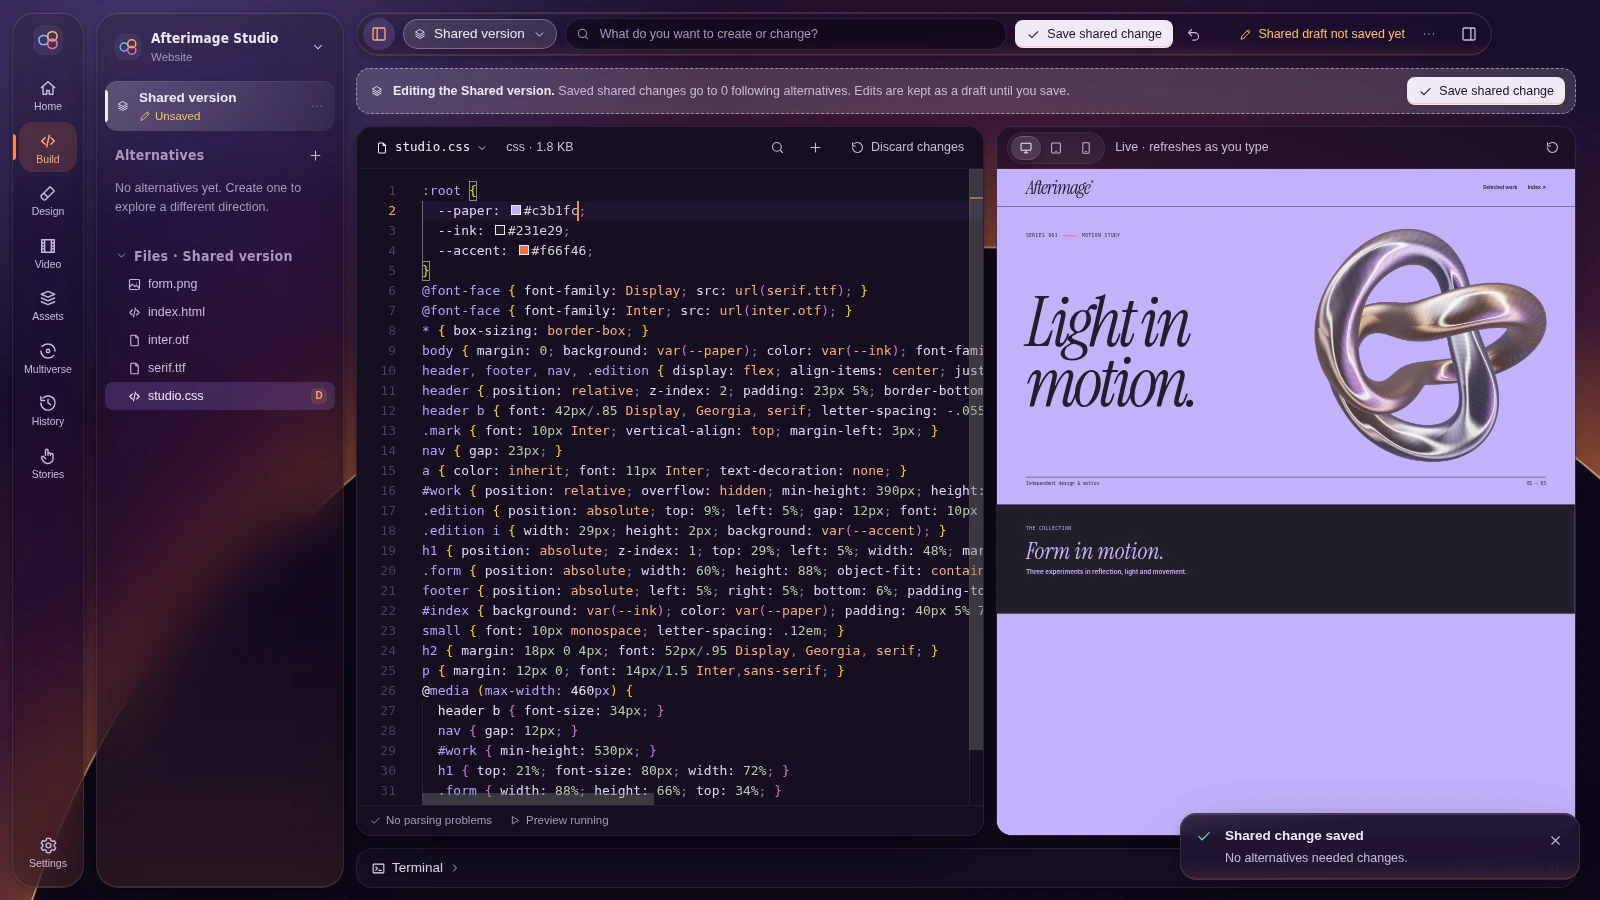 Home
Build
Design
Video
Assets
Multiverse
History
Stories
Settings
Afterimage Studio
Website
Shared version
Unsaved
Alternatives
No alternatives yet. Create one to
explore a different direction.
Files · Shared version
form.png
index.html
inter.otf
serif.ttf
studio.css D
Shared version
What do you want to create or change?
Save shared change
Shared draft not saved yet
Editing the Shared version. Saved shared changes go to 0 following alternatives. Edits are kept as a draft until you save.
Save shared change
studio.css
css · 1.8 KB
Discard changes
1 :root {
2 --paper: #c3b1fc;
3 --ink: #231e29;
4 --accent: #f66f46;
5 }
6 @font-face { font-family: Display; src: url(serif.ttf); }
7 @font-face { font-family: Inter; src: url(inter.otf); }
8 * { box-sizing: border-box; }
9 body { margin: 0; background: var(--paper); color: var(--ink); font-fami
10 header, footer, nav, .edition { display: flex; align-items: center; just
11 header { position: relative; z-index: 2; padding: 23px 5%; border-bottom
12 header b { font: 42px/.85 Display, Georgia, serif; letter-spacing: -.055
13 .mark { font: 10px Inter; vertical-align: top; margin-left: 3px; }
14 nav { gap: 23px; }
15 a { color: inherit; font: 11px Inter; text-decoration: none; }
16 #work { position: relative; overflow: hidden; min-height: 390px; height:
17 .edition { position: absolute; top: 9%; left: 5%; gap: 12px; font: 10px
18 .edition i { width: 29px; height: 2px; background: var(--accent); }
19 h1 { position: absolute; z-index: 1; top: 29%; left: 5%; width: 48%; mar
20 .form { position: absolute; width: 60%; height: 88%; object-fit: contain
21 footer { position: absolute; left: 5%; right: 5%; bottom: 6%; padding-to
22 #index { background: var(--ink); color: var(--paper); padding: 40px 5% 7
23 small { font: 10px monospace; letter-spacing: .12em; }
24 h2 { margin: 18px 0 4px; font: 52px/.95 Display, Georgia, serif; }
25 p { margin: 12px 0; font: 14px/1.5 Inter,sans-serif; }
26 @media (max-width: 460px) {
27 header b { font-size: 34px; }
28 nav { gap: 12px; }
29 #work { min-height: 530px; }
30 h1 { top: 21%; font-size: 80px; width: 72%; }
31 .form { width: 88%; height: 66%; top: 34%; }
No parsing problems
Preview running
Terminal
Live · refreshes as you type
Afterimage
Selected work
Index
SERIES 001
MOTION STUDY
Light in
motion.
Independent design & motion
01 — 03
THE COLLECTION
Form in motion.
Three experiments in reflection, light and movement.
Shared change saved
No alternatives needed changes.